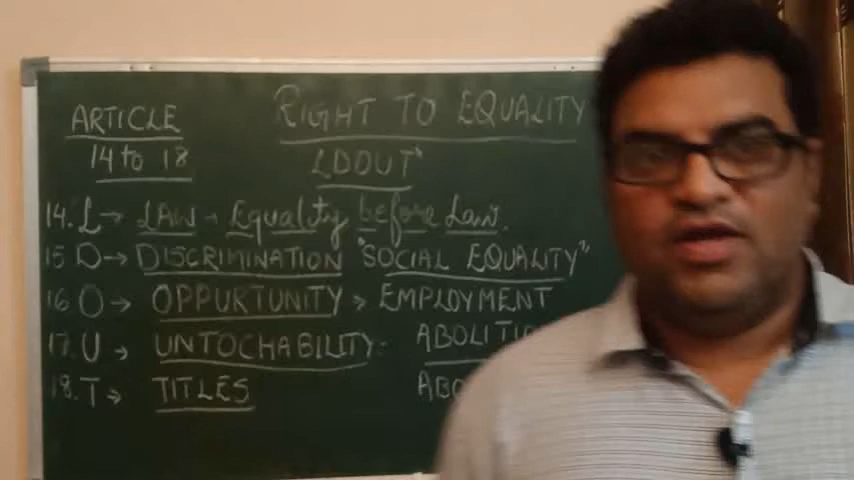 ARTICLE
14 to 18
RIGHT TO EQUALITY
"LDOUT"
14. L → LAW → Equality before Law.
15 D → DISCRIMINATION "SOCIAL EQUALITY"
16 O → OPPURTUNITY → EMPLOYMENT
17. U → UNTOCHABILITY:
18. T → TITLES